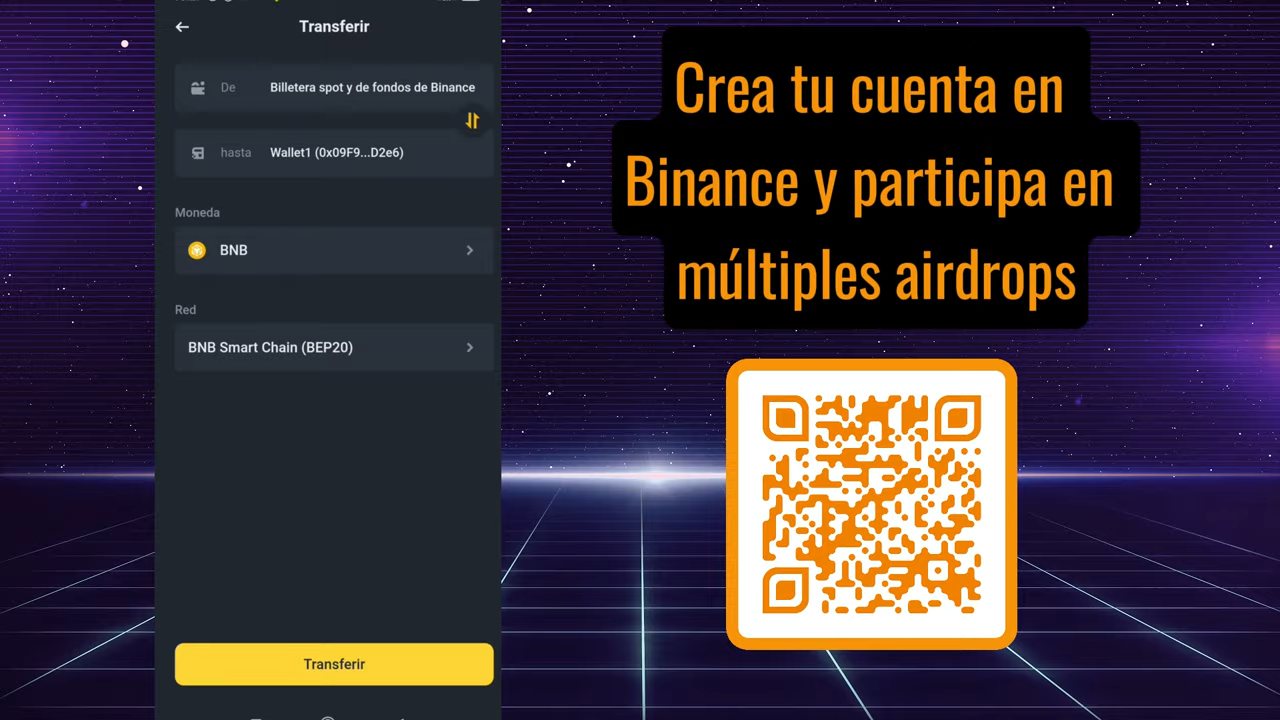 Transferir
De
Billetera spot y de fondos de Binance
hasta
Wallet1 (0x09F9...D2e6)
Moneda
BNB
Red
BNB Smart Chain (BEP20)
Transferir
Crea tu cuenta en
Binance y participa en
múltiples airdrops